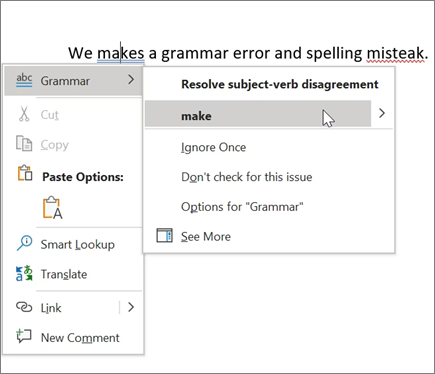 We makes a grammar error and spelling misteak.
abc
Grammar
Cut
Copy
Paste Options:
A
Smart Lookup
Translate
Link
New Comment
Resolve subject-verb disagreement
make
Ignore Once
Don't check for this issue
Options for "Grammar"
See More